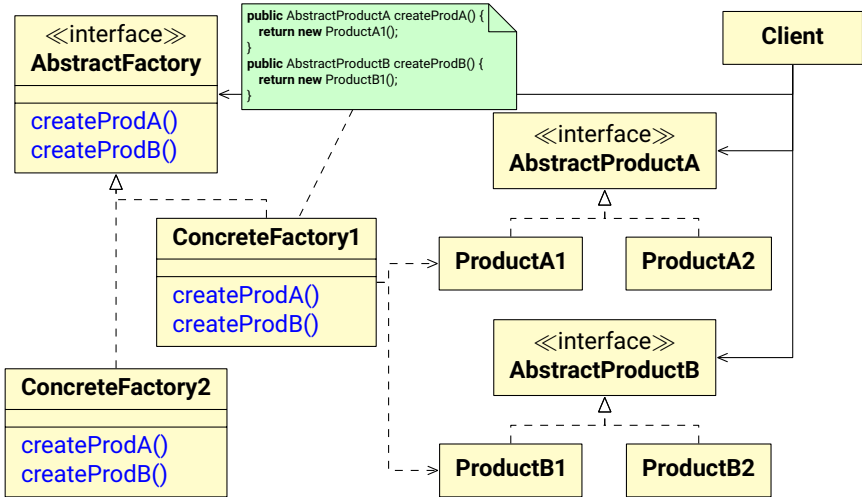 ≪interface≫
AbstractFactory
createProdA()
createProdB()
public AbstractProductA createProdA() {
return new ProductA1();
}
public AbstractProductB createProdB() {
return new ProductB1();
}
Client
≪interface≫
AbstractProductA
ConcreteFactory1
createProdA()
createProdB()
ProductA1
ProductA2
≪interface≫
AbstractProductB
ConcreteFactory2
createProdA()
createProdB()
ProductB1
ProductB2